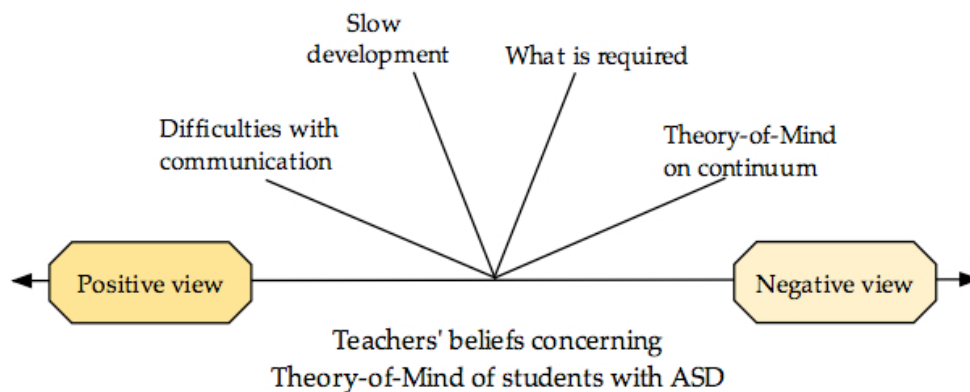 Slow
development
What is required
Difficulties with
communication
Theory-of-Mind
on continuum
Positive view
Negative view
Teachers' beliefs concerning
Theory-of-Mind of students with ASD